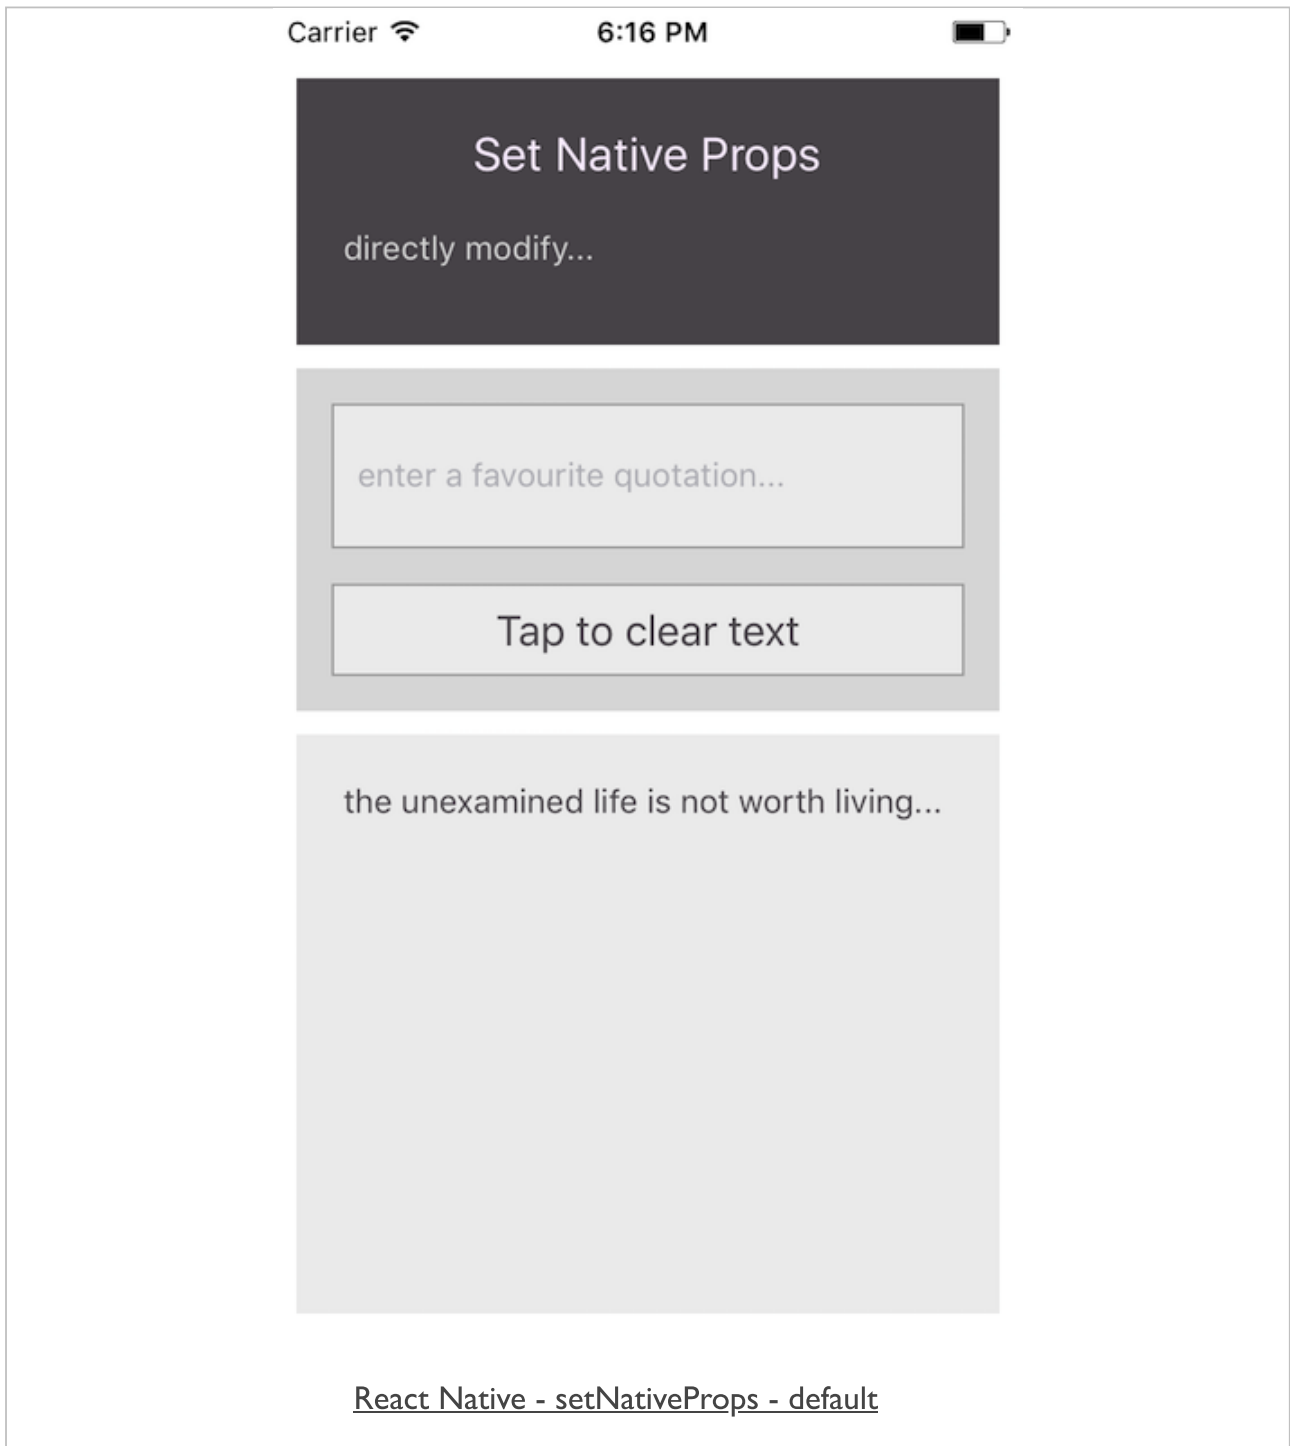 Carrier 6:16 PM
Set Native Props
directly modify...
enter a favourite quotation...
Tap to clear text
the unexamined life is not worth living...
React Native - setNativeProps - default